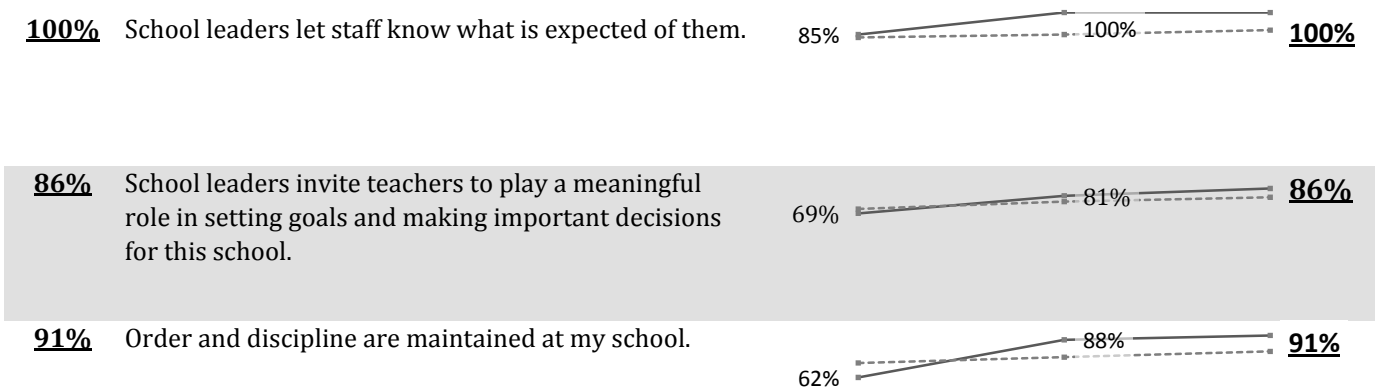 100% School leaders let staff know what is expected of them. 85% 100% 100%
86% School leaders invite teachers to play a meaningful
role in setting goals and making important decisions
for this school.
69% 81% 86%
91% Order and discipline are maintained at my school.
62% 88% 91%